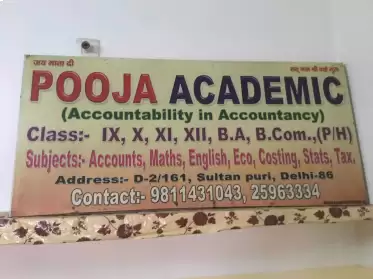 जय माता दी
POOJA ACADEMIC
(Accountability in Accountancy)
Class:- IX, X, XI, XII, B.A, B.Com.,(P/H)
Subjects:- Accounts, Maths, English, Eco, Costing, Stats, Tax.
Address:- D-2/161, Sultan puri, Delhi-86
Contact:- 9811431043, 25963334